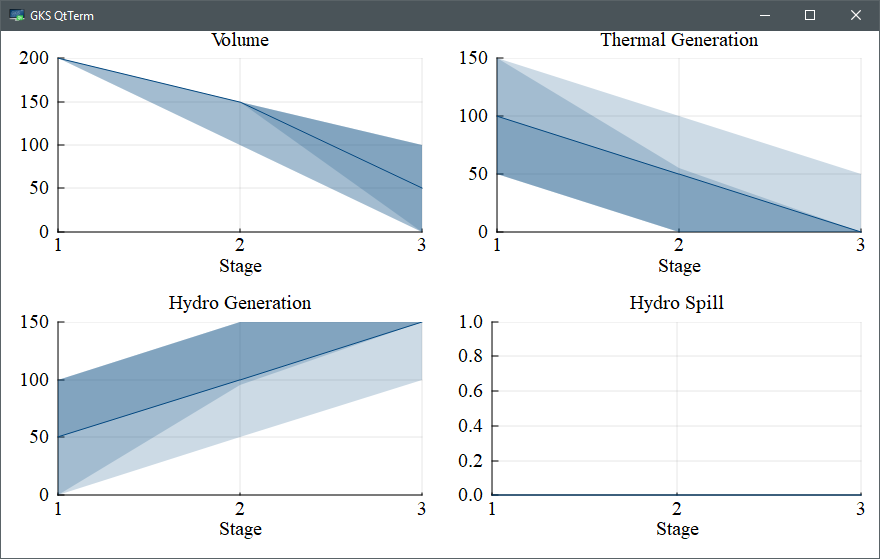 GKS QtTerm
Volume
200
150
100
50
0
1 2 3
Stage
Thermal Generation
150
100
50
0
1 2 3
Stage
Hydro Generation
150
100
50
0
1 2 3
Stage
Hydro Spill
1.0
0.8
0.6
0.4
0.2
0.0
1 2 3
Stage